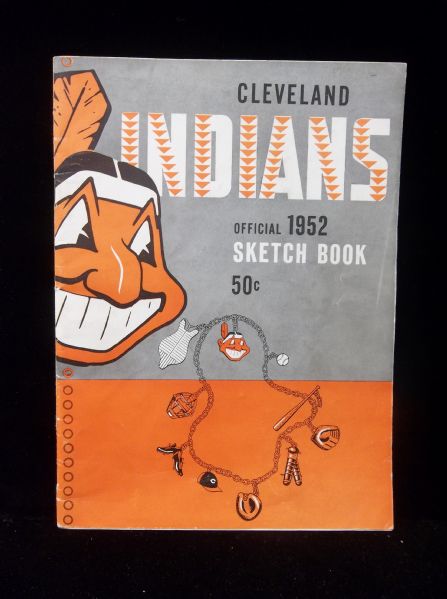 CLEVELAND
INDIANS
OFFICIAL 1952
SKETCH BOOK
50c